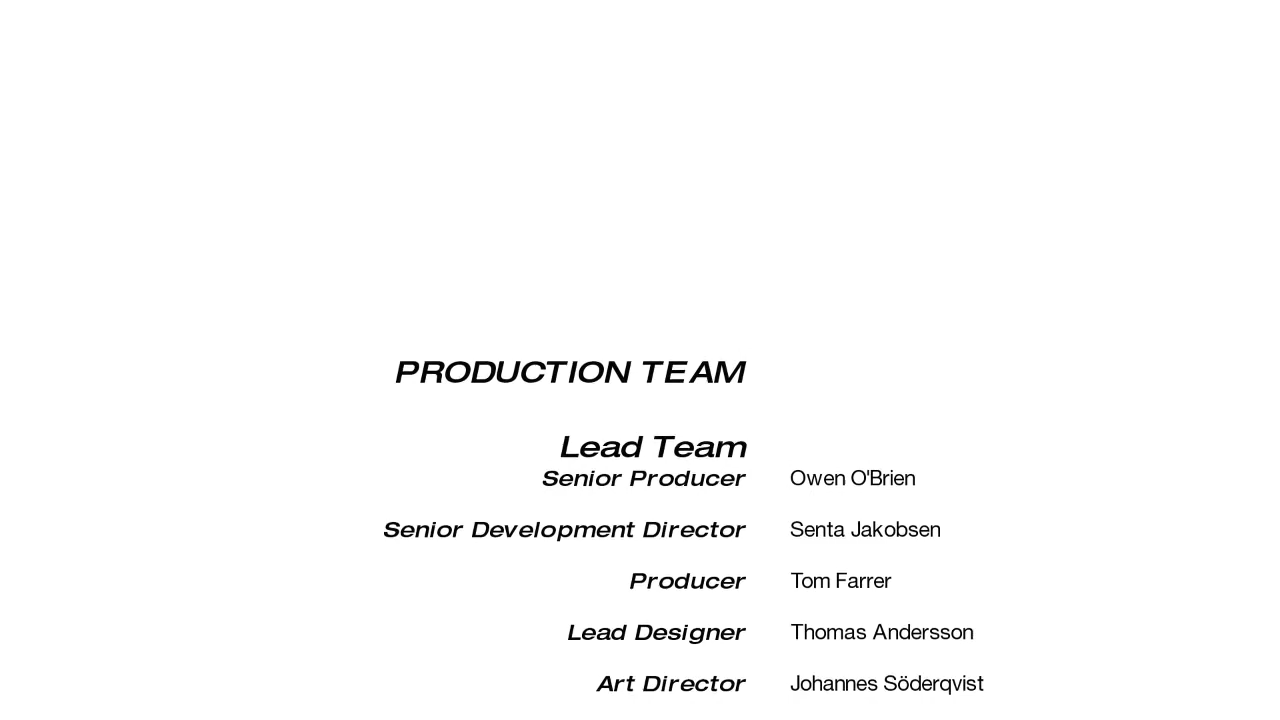 PRODUCTION TEAM
Lead Team
Senior Producer Owen O'Brien
Senior Development Director Senta Jakobsen
Producer Tom Farrer
Lead Designer Thomas Andersson
Art Director Johannes Söderqvist